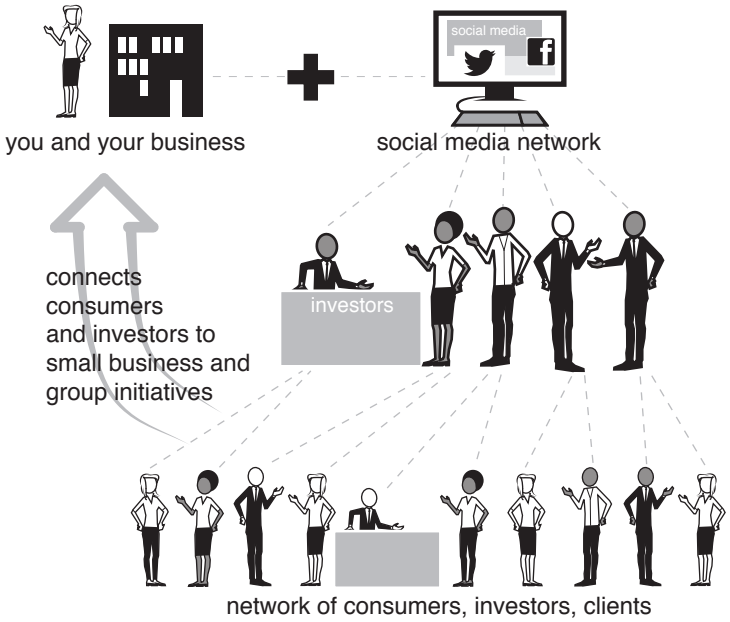 social media
f
you and your business
social media network
connects
consumers
and investors to
small business and
group initiatives
investors
network of consumers, investors, clients